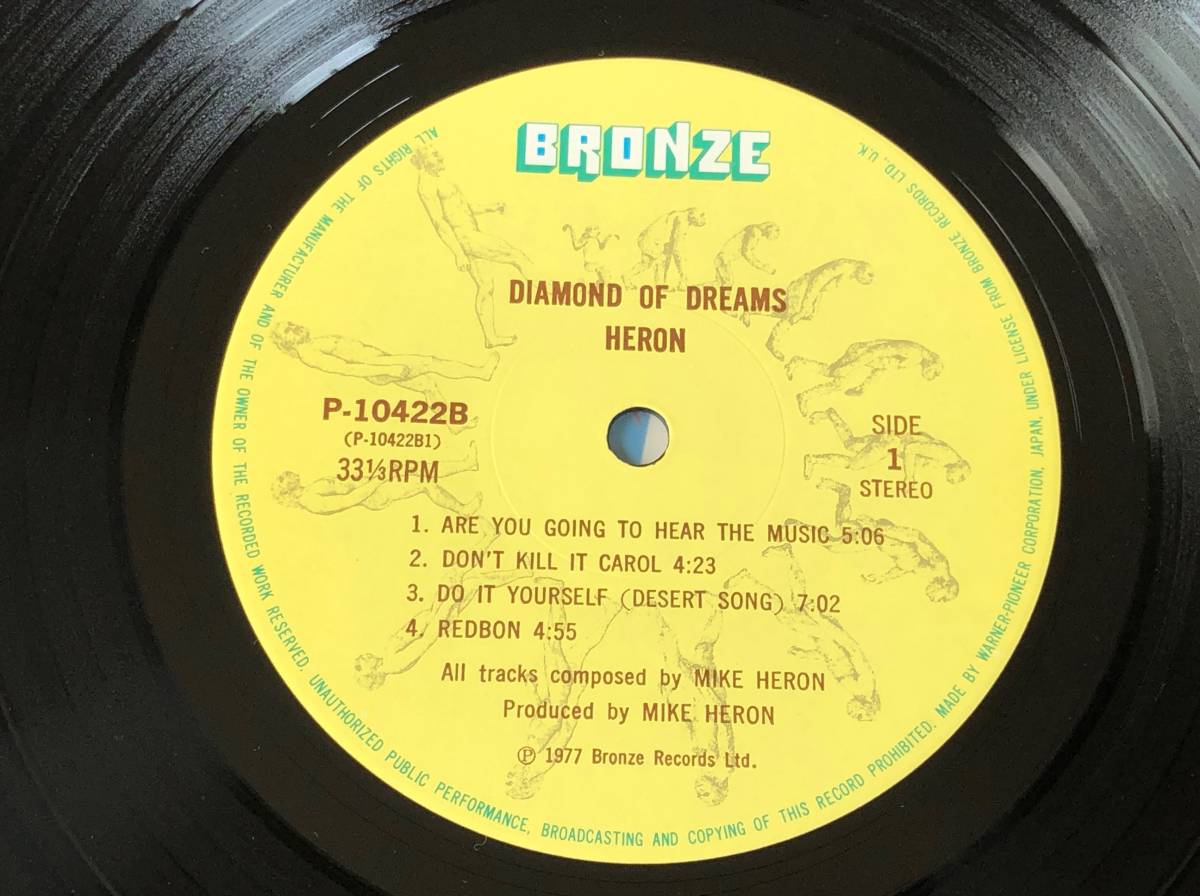 BRONZE
DIAMOND OF DREAMS
HERON
P-10422B
(P-10422B1)
33⅓RPM
SIDE
1
STEREO
1. ARE YOU GOING TO HEAR THE MUSIC 5:06
2. DON'T KILL IT CAROL 4:23
3. DO IT YOURSELF (DESERT SONG) 7:02
4. REDBON 4:55
All tracks composed by MIKE HERON
Produced by MIKE HERON
Ⓟ 1977 Bronze Records Ltd.
ALL RIGHTS OF THE MANUFACTURER AND OF THE OWNER OF THE RECORDED WORK RESERVED. UNAUTHORIZED PUBLIC PERFORMANCE, BROADCASTING AND COPYING OF THIS RECORD PROHIBITED. MADE BY WARNER-PIONEER CORPORATION, JAPAN, UNDER LICENSE FROM BRONZE RECORDS LTD., U.K.